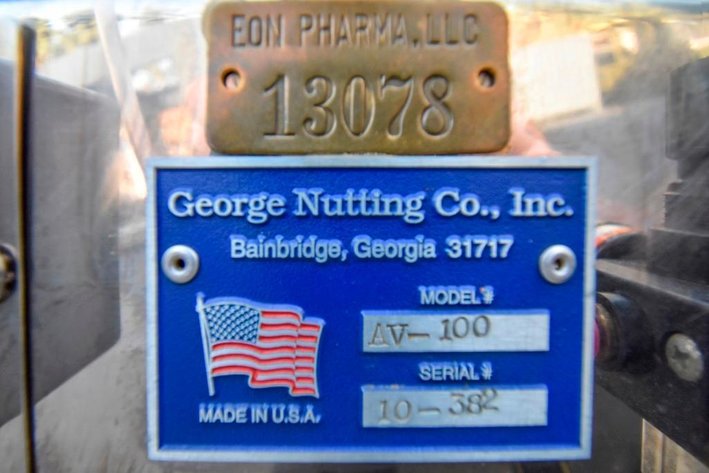 EON PHARMA, LLC
13078
George Nutting Co., Inc.
Bainbridge, Georgia 31717
MODEL #
AV-100
SERIAL #
10-382
MADE IN U.S.A.